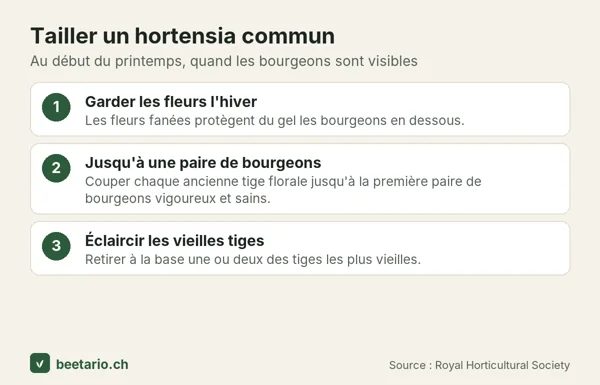 Tailler un hortensia commun
Au début du printemps, quand les bourgeons sont visibles
1
Garder les fleurs l'hiver
Les fleurs fanées protègent du gel les bourgeons en dessous.
2
Jusqu'à une paire de bourgeons
Couper chaque ancienne tige florale jusqu'à la première paire de
bourgeons vigoureux et sains.
3
Éclaircir les vieilles tiges
Retirer à la base une ou deux des tiges les plus vieilles.
beetario.ch
Source : Royal Horticultural Society